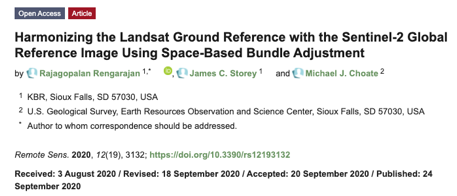 Open Access Article
Harmonizing the Landsat Ground Reference with the Sentinel-2 Global
Reference Image Using Space-Based Bundle Adjustment
by Rajagopalan Rengarajan 1,* James C. Storey 1 and Michael J. Choate 2
1 KBR, Sioux Falls, SD 57030, USA
2 U.S. Geological Survey, Earth Resources Observation and Science Center, Sioux Falls, SD 57030, USA
* Author to whom correspondence should be addressed.
Remote Sens. 2020, 12(19), 3132; https://doi.org/10.3390/rs12193132
Received: 3 August 2020 / Revised: 18 September 2020 / Accepted: 20 September 2020 / Published: 24
September 2020